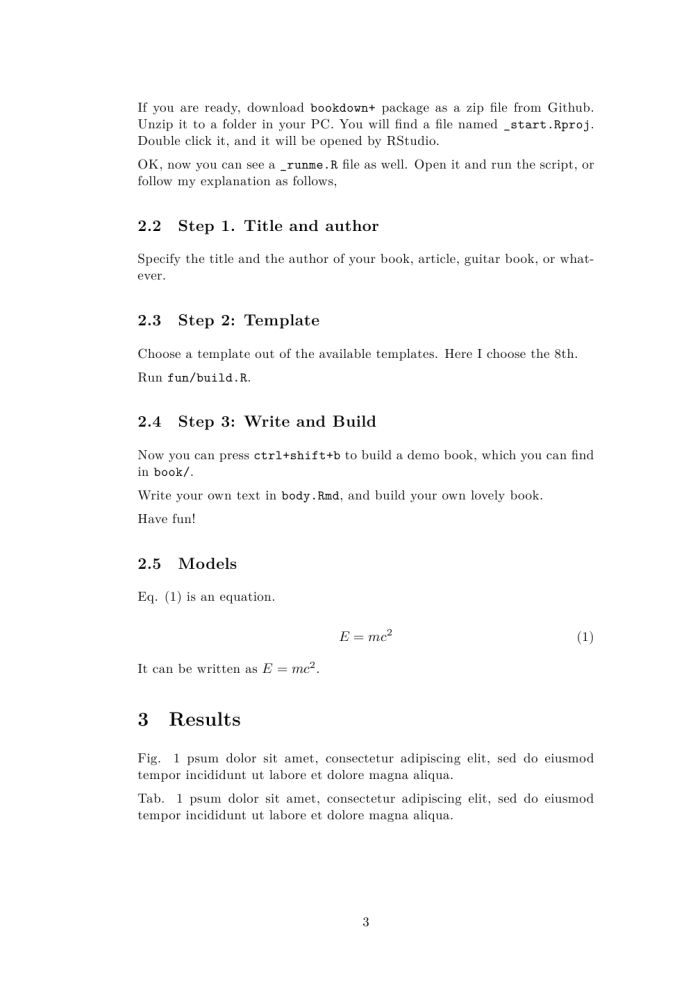 If you are ready, download bookdown+ package as a zip file from Github.
Unzip it to a folder in your PC. You will find a file named _start.Rproj.
Double click it, and it will be opened by RStudio.
OK, now you can see a _runme.R file as well. Open it and run the script, or
follow my explanation as follows,
2.2 Step 1. Title and author
Specify the title and the author of your book, article, guitar book, or what-
ever.
2.3 Step 2: Template
Choose a template out of the available templates. Here I choose the 8th.
Run fun/build.R.
2.4 Step 3: Write and Build
Now you can press ctrl+shift+b to build a demo book, which you can find
in book/.
Write your own text in body.Rmd, and build your own lovely book.
Have fun!
2.5 Models
Eq. (1) is an equation.
E = mc² (1)
It can be written as E = mc².
3 Results
Fig. 1 psum dolor sit amet, consectetur adipiscing elit, sed do eiusmod
tempor incididunt ut labore et dolore magna aliqua.
Tab. 1 psum dolor sit amet, consectetur adipiscing elit, sed do eiusmod
tempor incididunt ut labore et dolore magna aliqua.
3